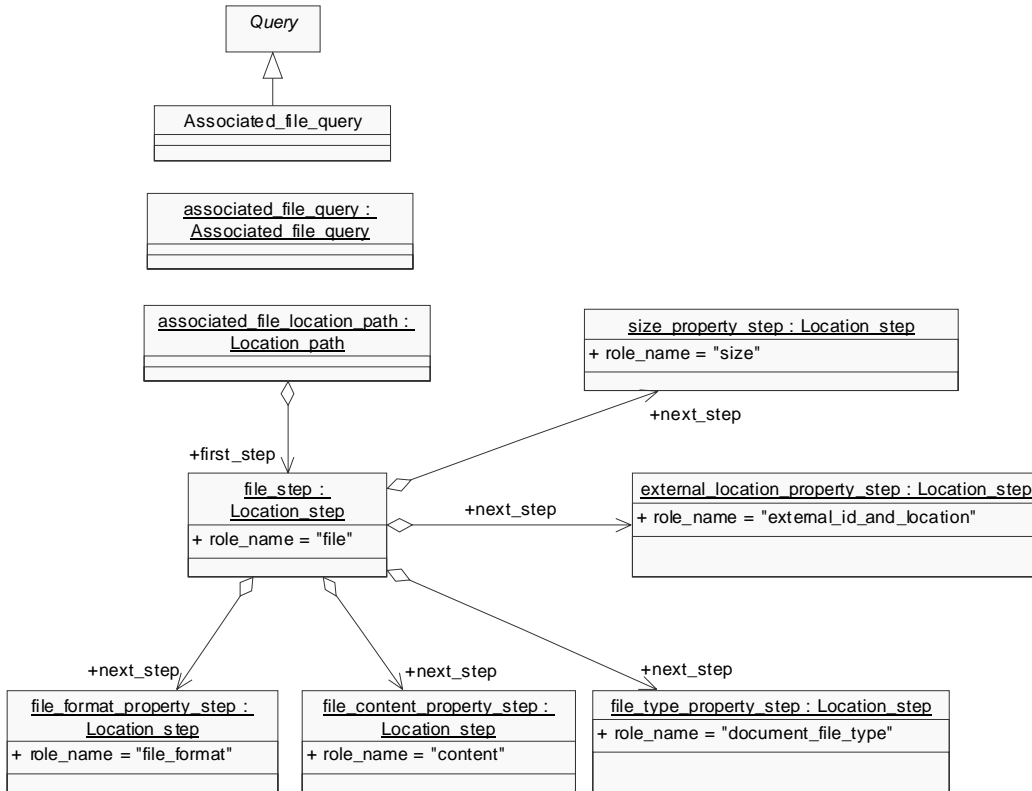 Query
Associated_file_query
associated_file_query :
Associated_file_query
associated_file_location_path :
Location_path
size_property_step : Location_step
+ role_name = "size"
+next_step
+first_step
file_step :
Location_step
+ role_name = "file"
+next_step
external_location_property_step : Location_step
+ role_name = "external_id_and_location"
+next_step
+next_step
+next_step
file_format_property_step :
Location_step
+ role_name = "file_format"
file_content_property_step :
Location_step
+ role_name = "content"
file_type_property_step : Location_step
+ role_name = "document_file_type"